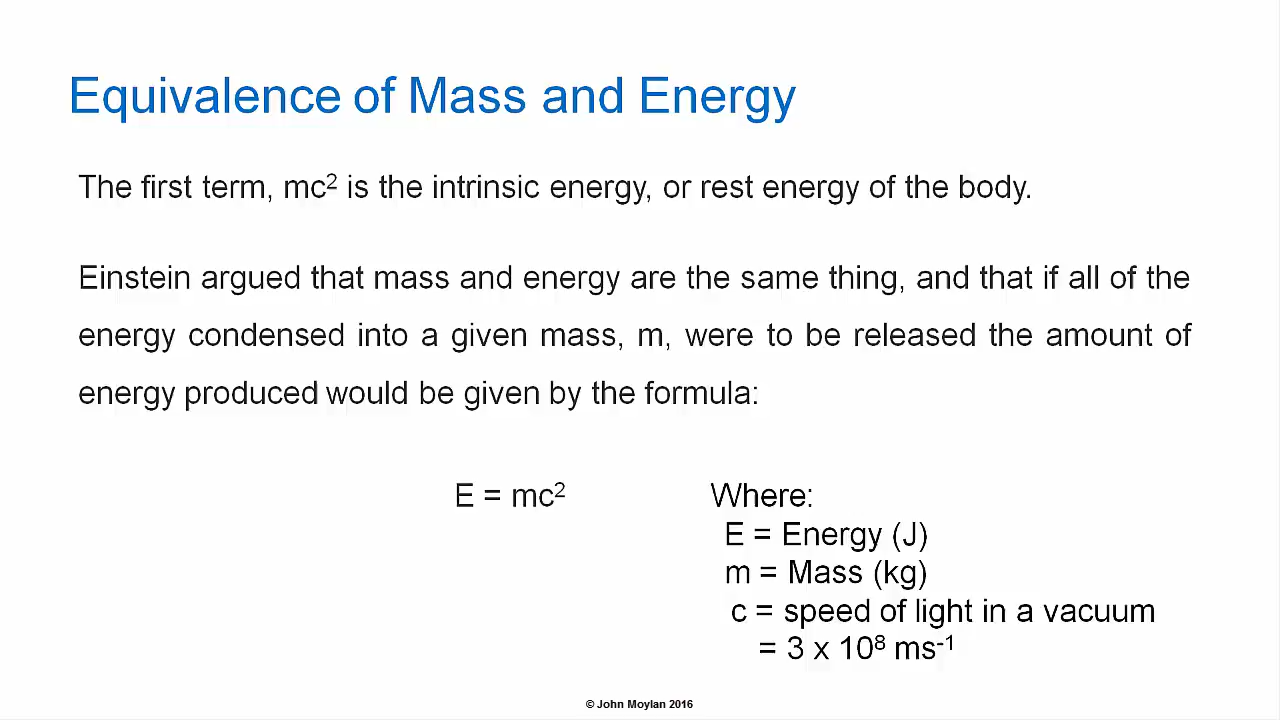 Equivalence of Mass and Energy
The first term, mc² is the intrinsic energy, or rest energy of the body.
Einstein argued that mass and energy are the same thing, and that if all of the
energy condensed into a given mass, m, were to be released the amount of
energy produced would be given by the formula:
E = mc²
Where:
E = Energy (J)
m = Mass (kg)
c = speed of light in a vacuum
= 3 x 10⁸ ms⁻¹
© John Moylan 2016